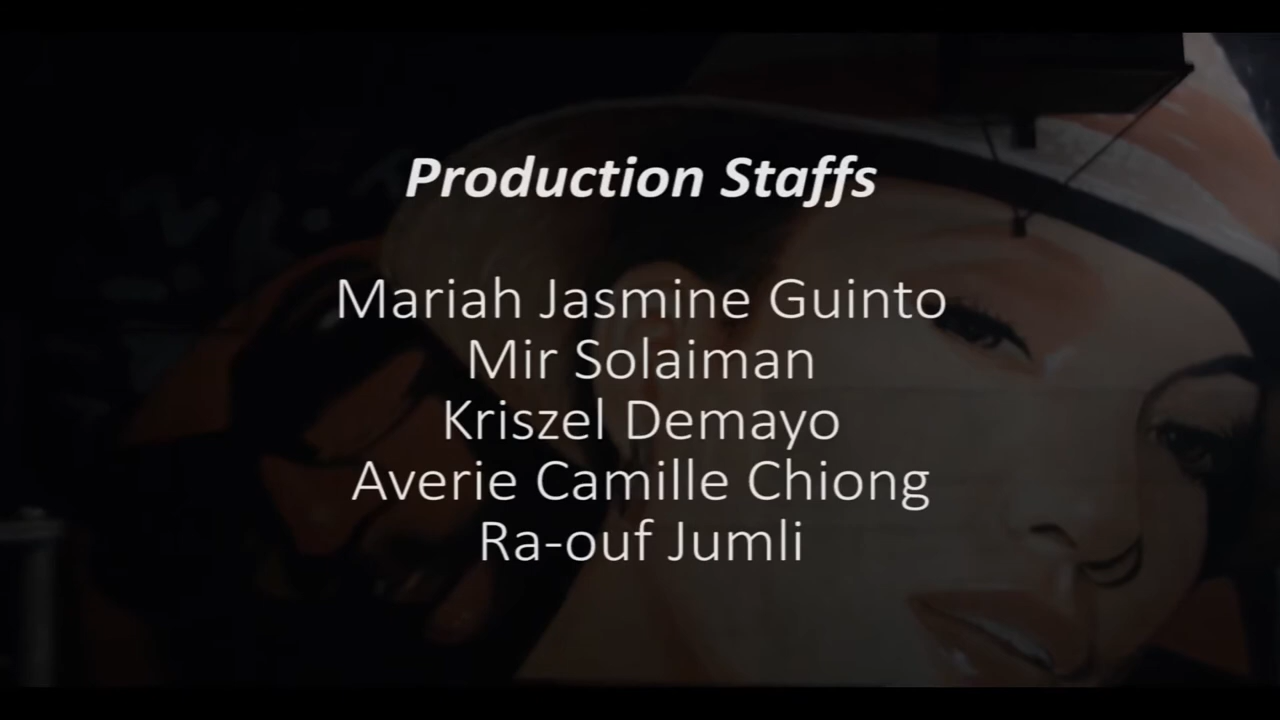 Production Staffs
Mariah Jasmine Guinto
Mir Solaiman
Kriszel Demayo
Averie Camille Chiong
Ra-ouf Jumli